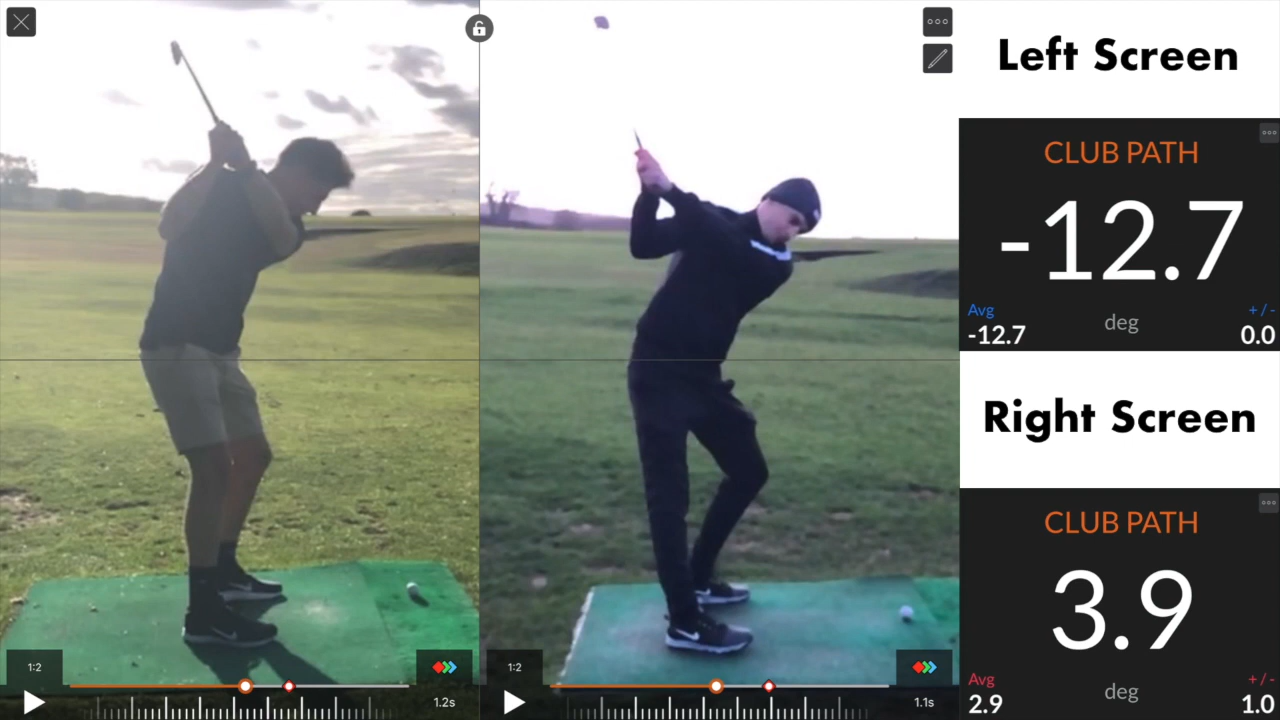 1:2
1.2s
1:2
1.1s
Left Screen
CLUB PATH
-12.7
Avg
deg
+ / -
-12.7
0.0
Right Screen
CLUB PATH
3.9
Avg
deg
+ / -
2.9
1.0